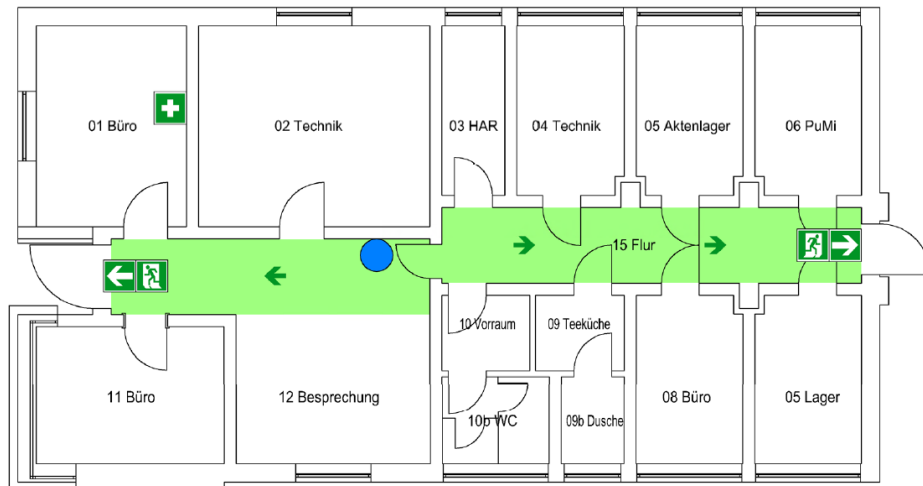 01 Büro
02 Technik
03 HAR
04 Technik
05 Aktenlager
06 PuMi
15 Flur
10 Vorraum
09 Teeküche
11 Büro
12 Besprechung
10b WC
09b Dusche
08 Büro
05 Lager